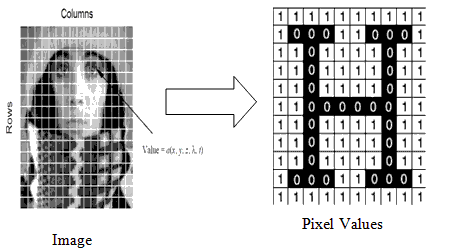 Columns
Rows
Value = a(x, y, z, λ, t)
Image
1 1 1 1 1 1 1 1 1 1
1 0 0 0 1 1 0 0 0 1
1 1 0 1 1 1 1 0 1 1
1 1 0 1 1 1 1 0 1 1
1 1 0 1 1 1 1 0 1 1
1 1 0 0 0 0 0 0 1 1
1 1 0 1 1 1 1 0 1 1
1 1 0 1 1 1 1 0 1 1
1 1 0 1 1 1 1 0 1 1
1 0 0 0 1 1 0 0 0 1
1 1 1 1 1 1 1 1 1 1
Pixel Values